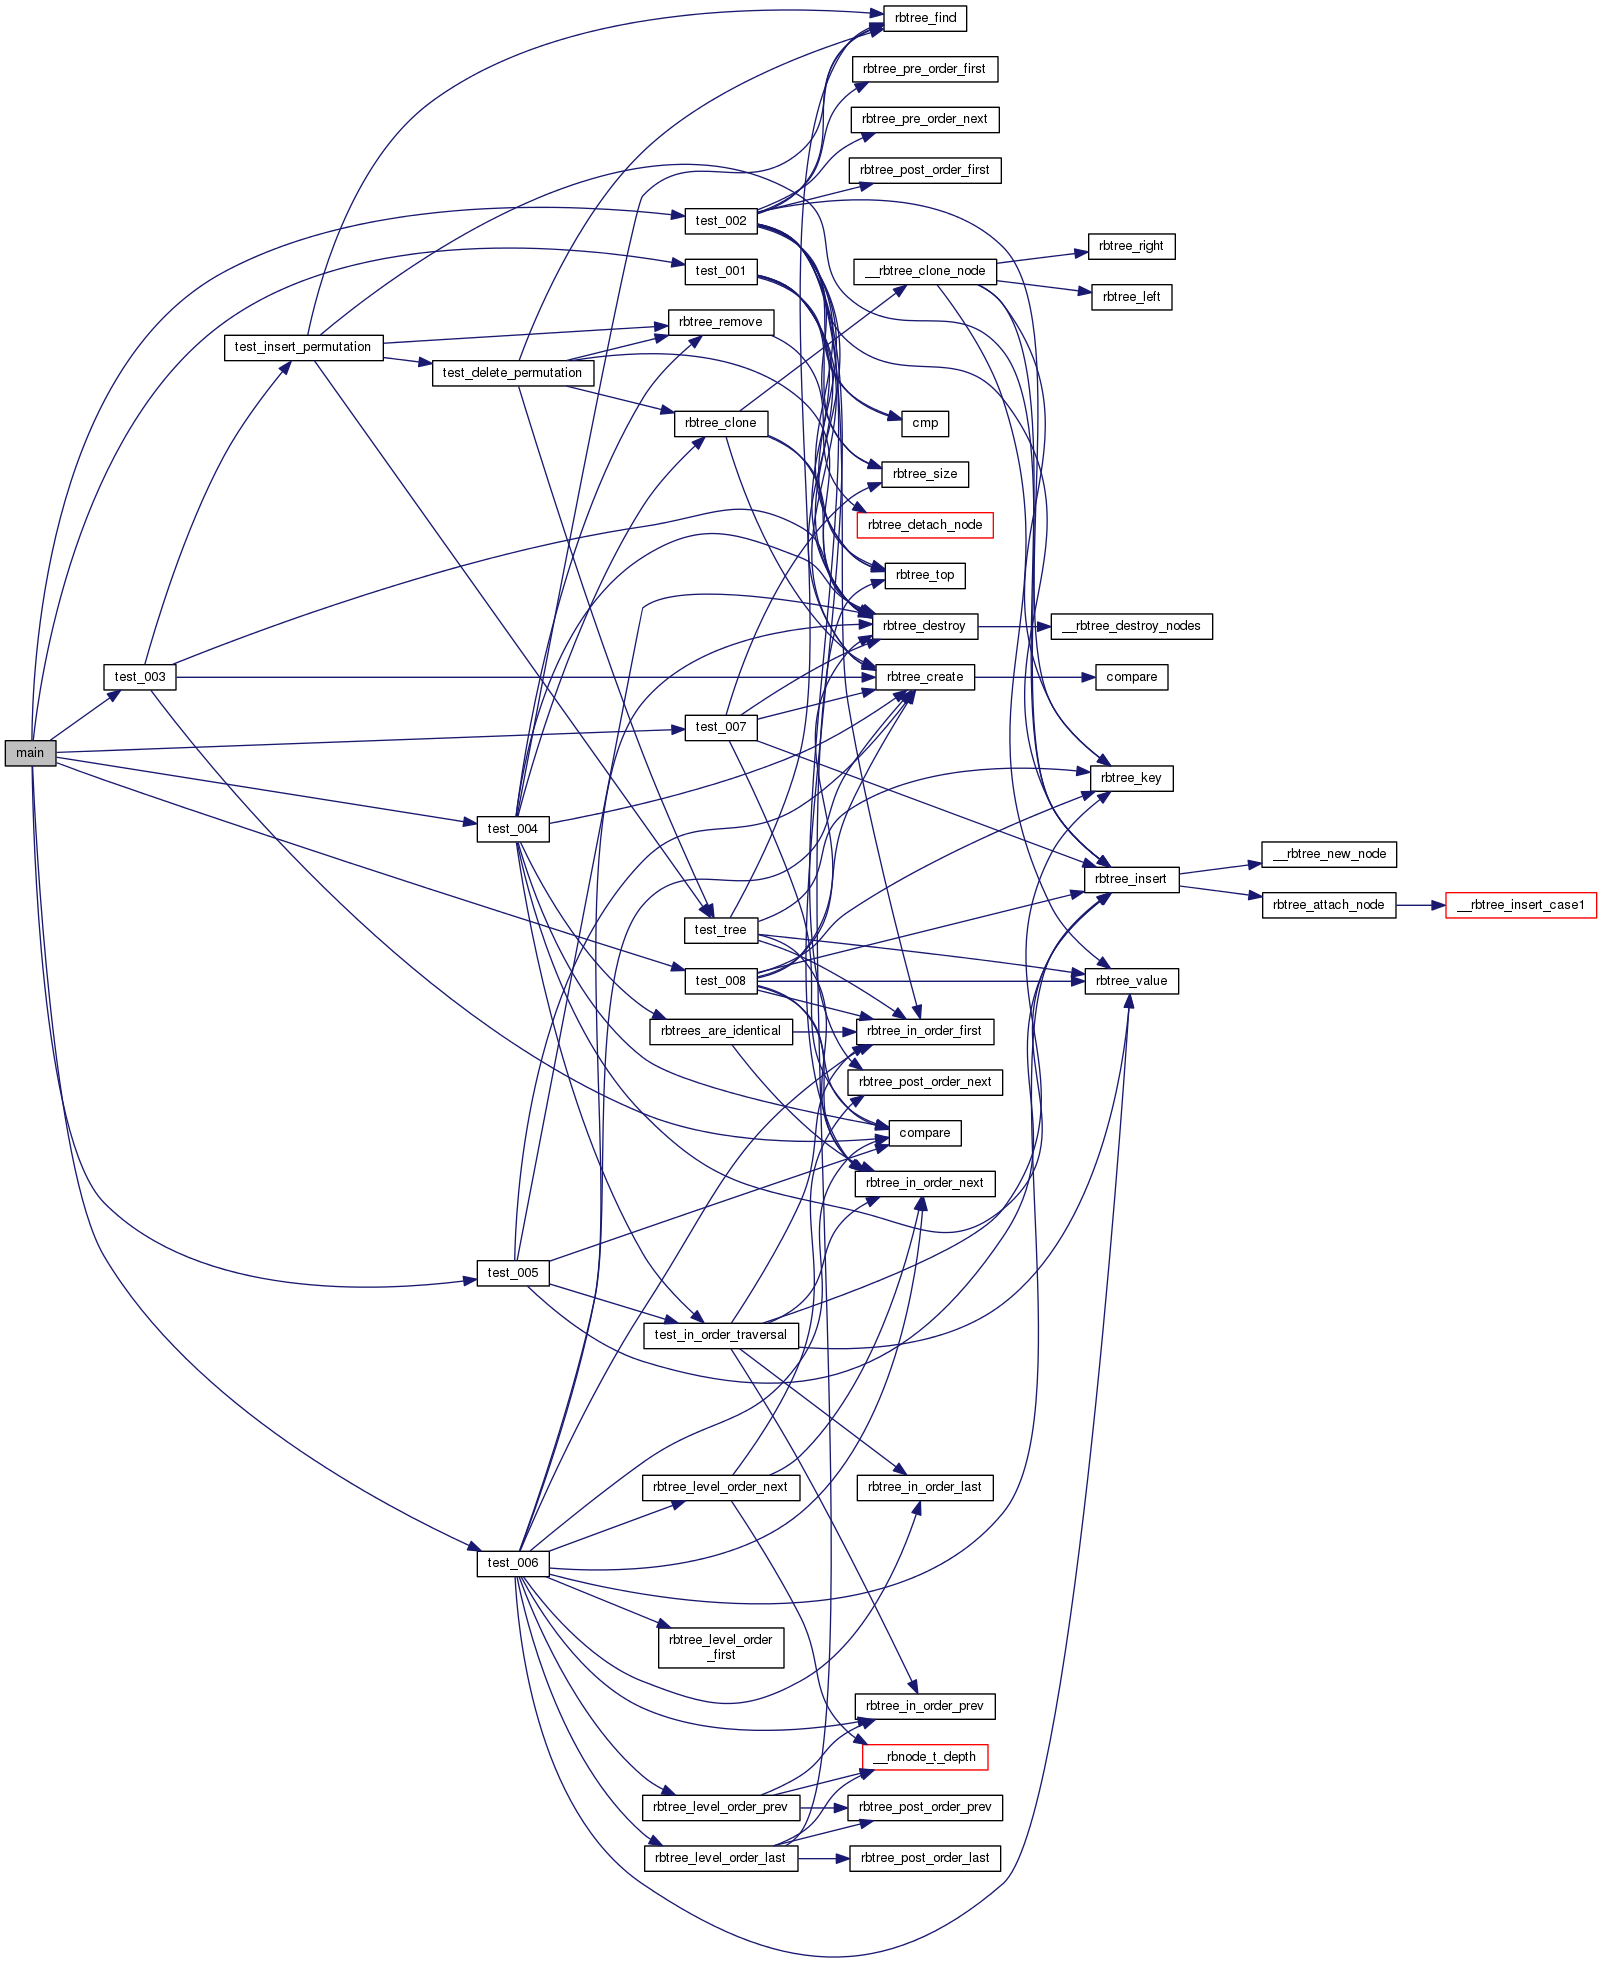 rbtree_find
rbtree_pre_order_first
rbtree_pre_order_next
rbtree_post_order_first
test_002
rbtree_right
test_001
__rbtree_clone_node
rbtree_left
rbtree_remove
test_insert_permutation
test_delete_permutation
rbtree_clone
cmp
rbtree_size
rbtree_detach_node
rbtree_top
rbtree_destroy
__rbtree_destroy_nodes
test_003
rbtree_create
compare
test_007
main
rbtree_key
test_004
__rbtree_new_node
rbtree_insert
rbtree_attach_node
__rbtree_insert_case1
test_tree
test_008
rbtree_value
rbtrees_are_identical
rbtree_in_order_first
rbtree_post_order_next
compare
rbtree_in_order_next
test_005
test_in_order_traversal
rbtree_level_order_next
rbtree_in_order_last
test_006
rbtree_level_order
_first
rbtree_in_order_prev
__rbnode_t_depth
rbtree_level_order_prev
rbtree_post_order_prev
rbtree_level_order_last
rbtree_post_order_last